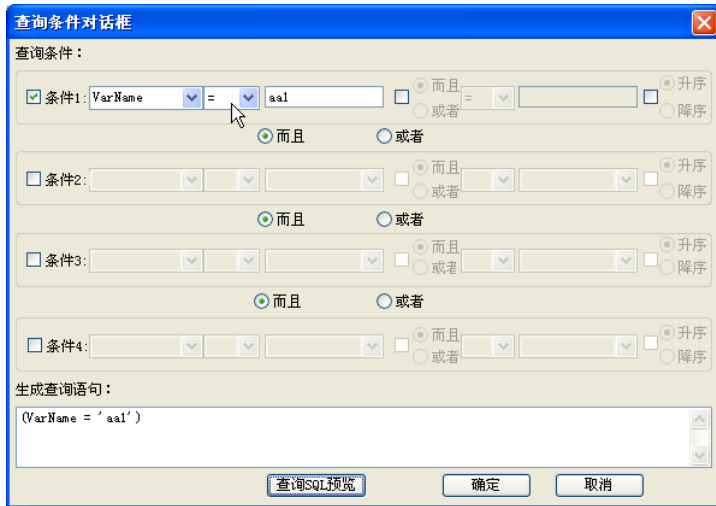 查询条件对话框
查询条件：
而且 升序
条件1: VarName = aa1 =
或者 降序
而且 或者
而且 升序
条件2:
或者 降序
而且 或者
而且 升序
条件3:
或者 降序
而且 或者
而且 升序
条件4:
或者 降序
生成查询语句：
(VarName = 'aa1')
查询SQL预览 确定 取消